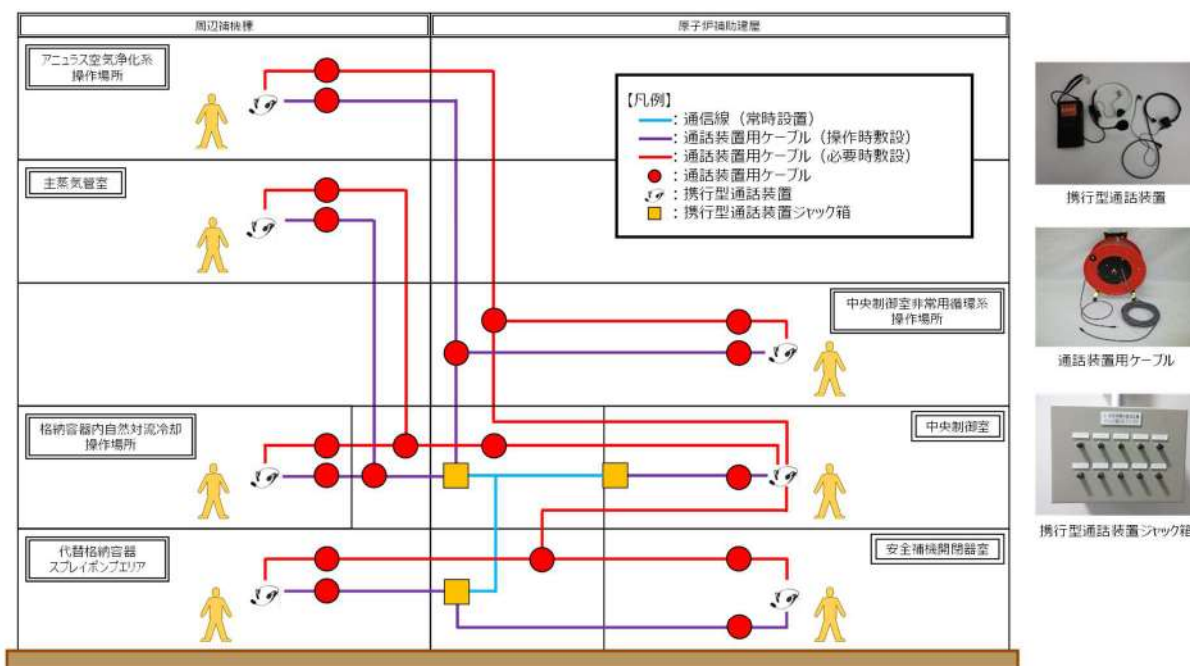 周辺補機棟
原子炉補助建屋
アニュラス空気浄化系
操作場所
【凡例】
: 通信線（常時設置）
: 通話装置用ケーブル（操作時敷設）
: 通話装置用ケーブル（必要時敷設）
: 通話装置用ケーブル
: 携行型通話装置
: 携行型通話装置ジャック箱
主蒸気管室
中央制御室非常用循環系
操作場所
格納容器内自然対流冷却
操作場所
中央制御室
代替格納容器
スプレイポンプエリア
安全補機開閉器室
携行型通話装置
通話装置用ケーブル
携行型通話装置ジャック箱